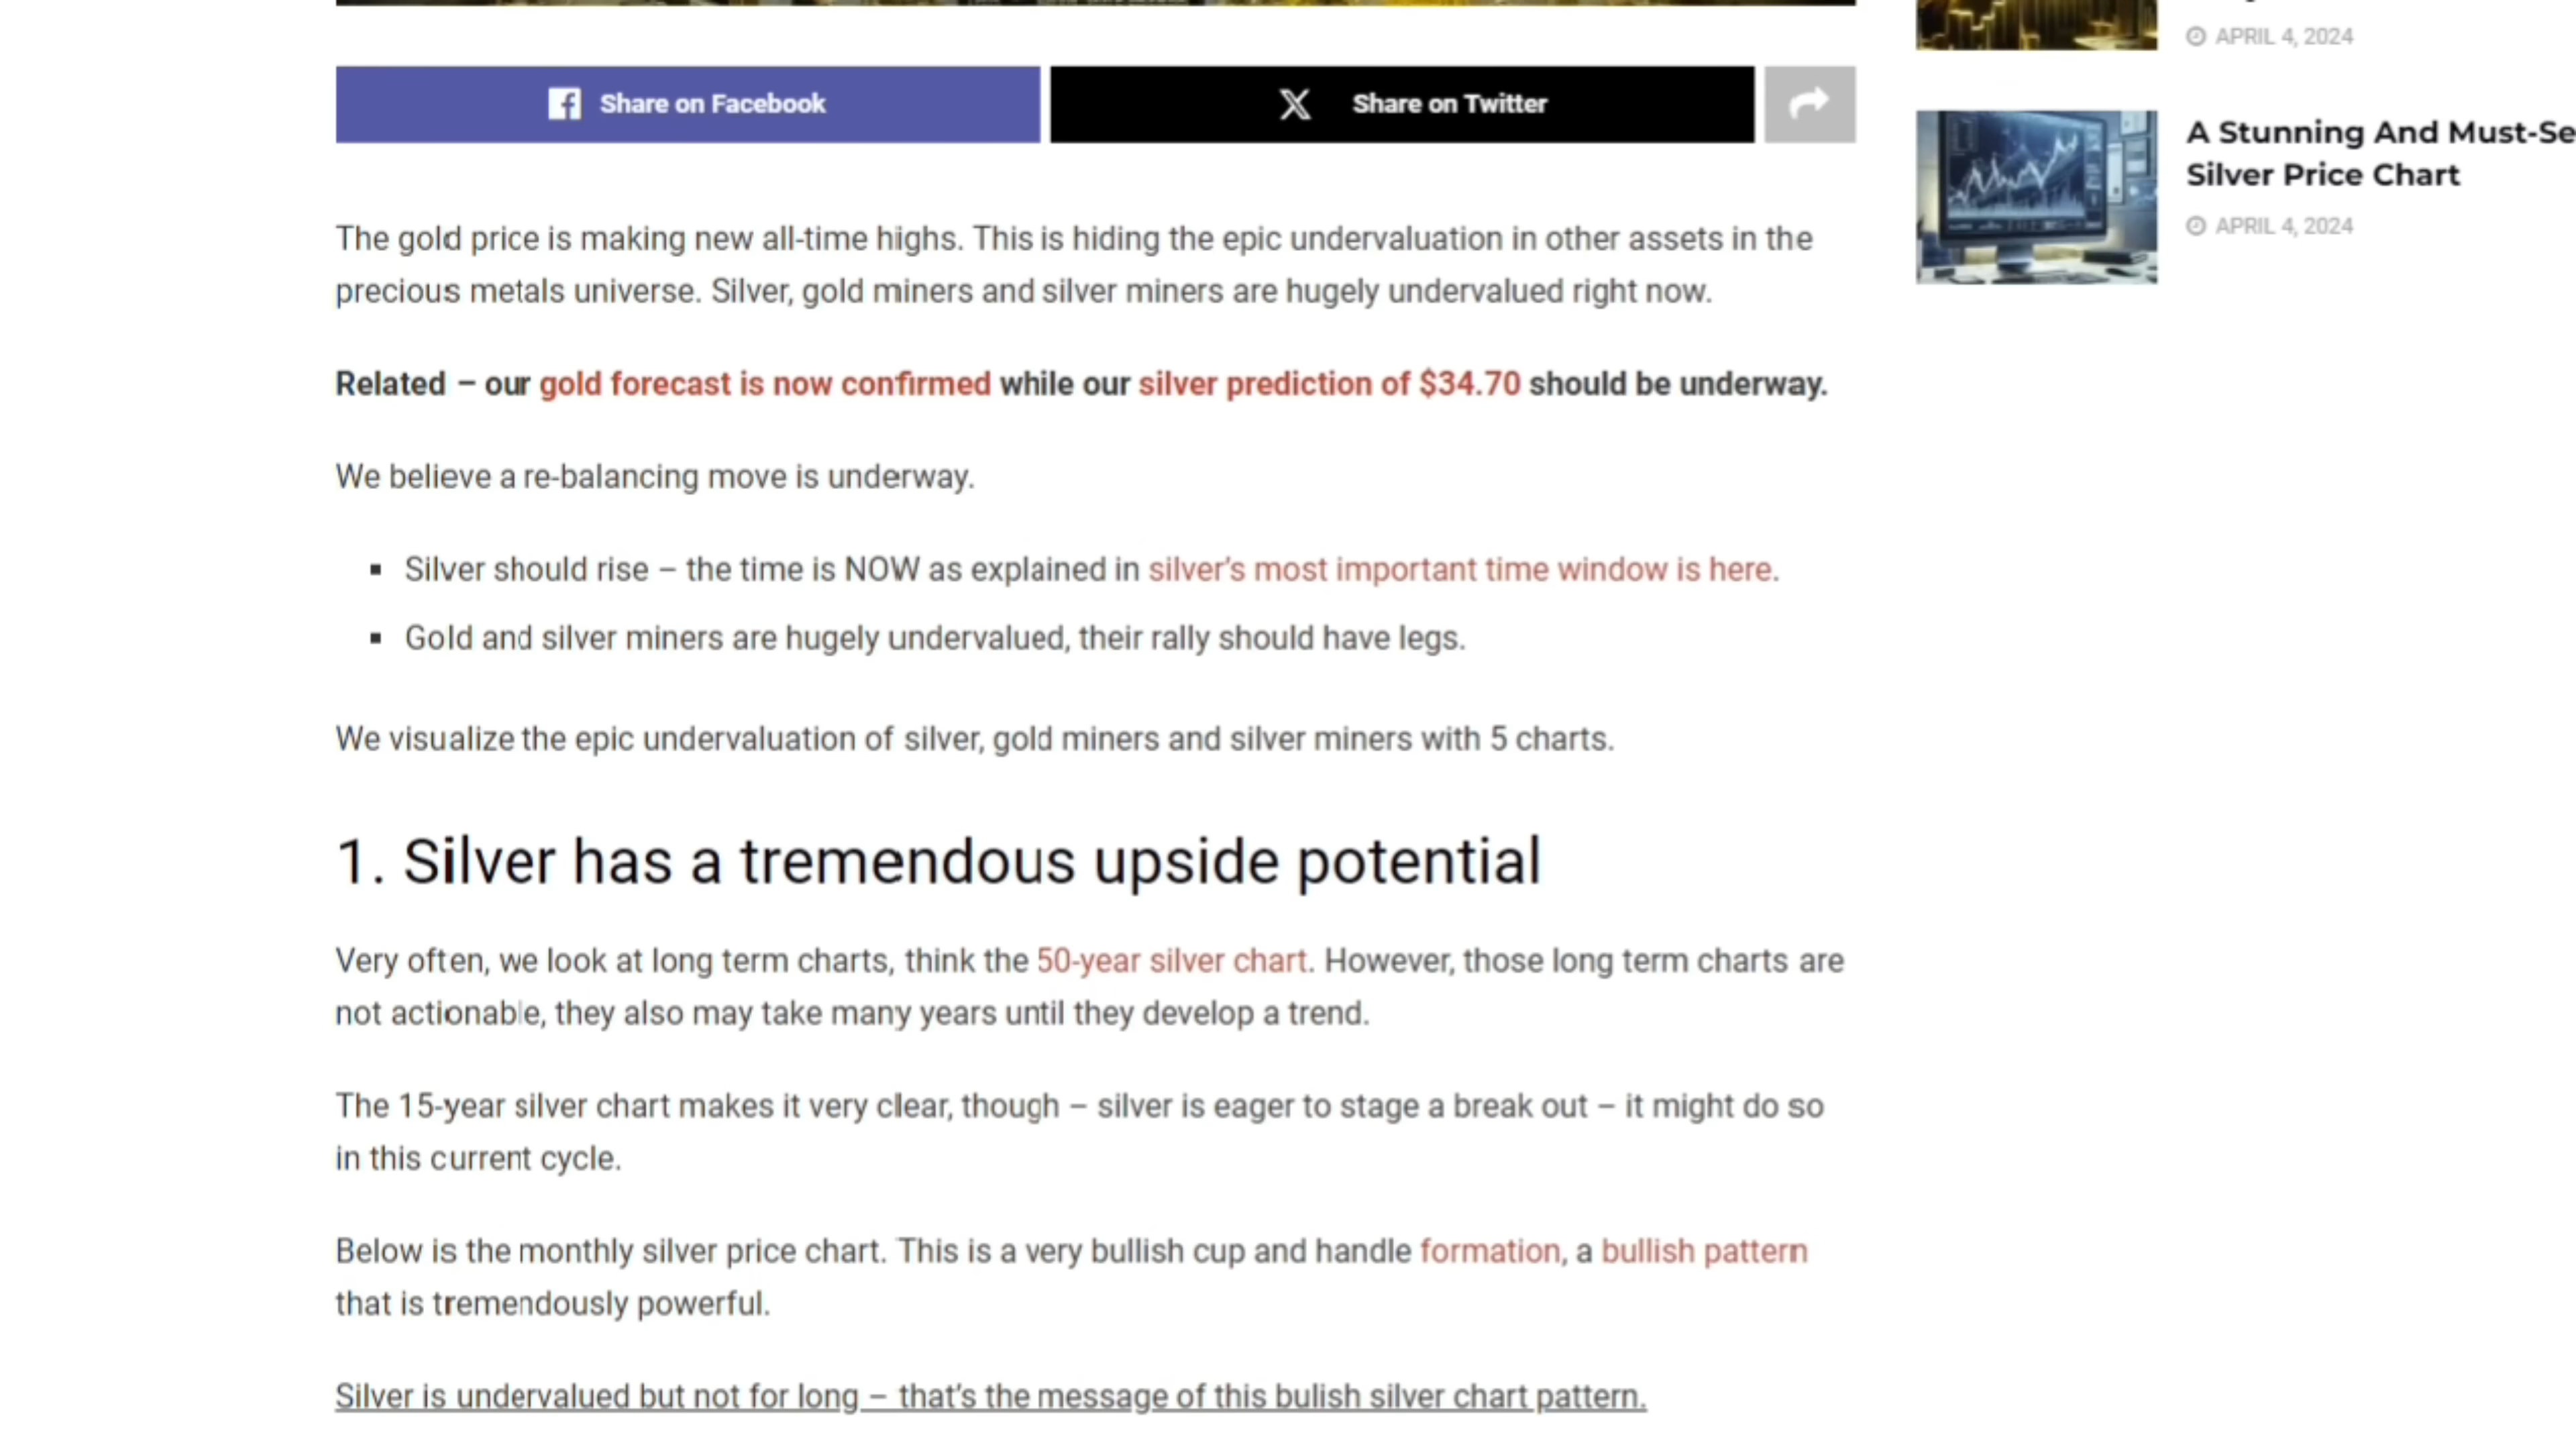 APRIL 4, 2024
Share on Facebook
Share on Twitter
A Stunning And Must-Se
Silver Price Chart
APRIL 4, 2024
The gold price is making new all-time highs. This is hiding the epic undervaluation in other assets in the
precious metals universe. Silver, gold miners and silver miners are hugely undervalued right now.
Related – our gold forecast is now confirmed while our silver prediction of $34.70 should be underway.
We believe a re-balancing move is underway.
▪ Silver should rise – the time is NOW as explained in silver's most important time window is here.
▪ Gold and silver miners are hugely undervalued, their rally should have legs.
We visualize the epic undervaluation of silver, gold miners and silver miners with 5 charts.
1. Silver has a tremendous upside potential
Very often, we look at long term charts, think the 50-year silver chart. However, those long term charts are
not actionable, they also may take many years until they develop a trend.
The 15-year silver chart makes it very clear, though – silver is eager to stage a break out – it might do so
in this current cycle.
Below is the monthly silver price chart. This is a very bullish cup and handle formation, a bullish pattern
that is tremendously powerful.
Silver is undervalued but not for long – that's the message of this bulish silver chart pattern.